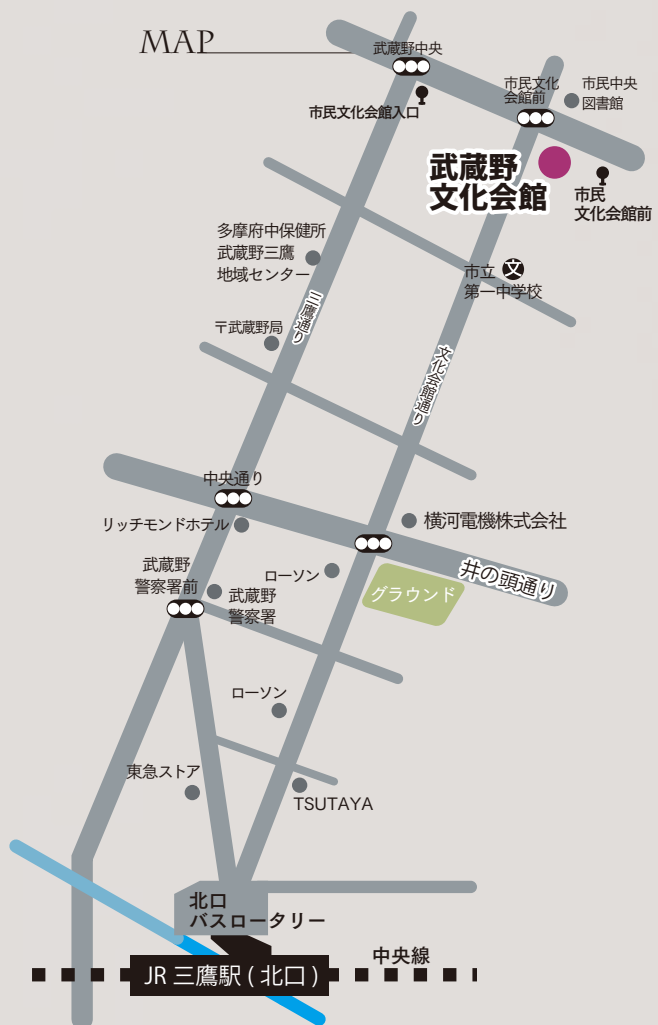 MAP
武蔵野中央
市民文化会館入口
市民文化
会館前
市民中央
図書館
武蔵野
文化会館
市民
文化会館前
多摩府中保健所
武蔵野三鷹
地域センター
市立
文
第一中学校
三鷹通り
〒武蔵野局
文化会館通り
中央通り
リッチモンドホテル
横河電機株式会社
井の頭通り
武蔵野
警察署前
武蔵野
警察署
ローソン
グラウンド
ローソン
東急ストア
TSUTAYA
北口
バスロータリー
中央線
JR 三鷹駅 ( 北口 )